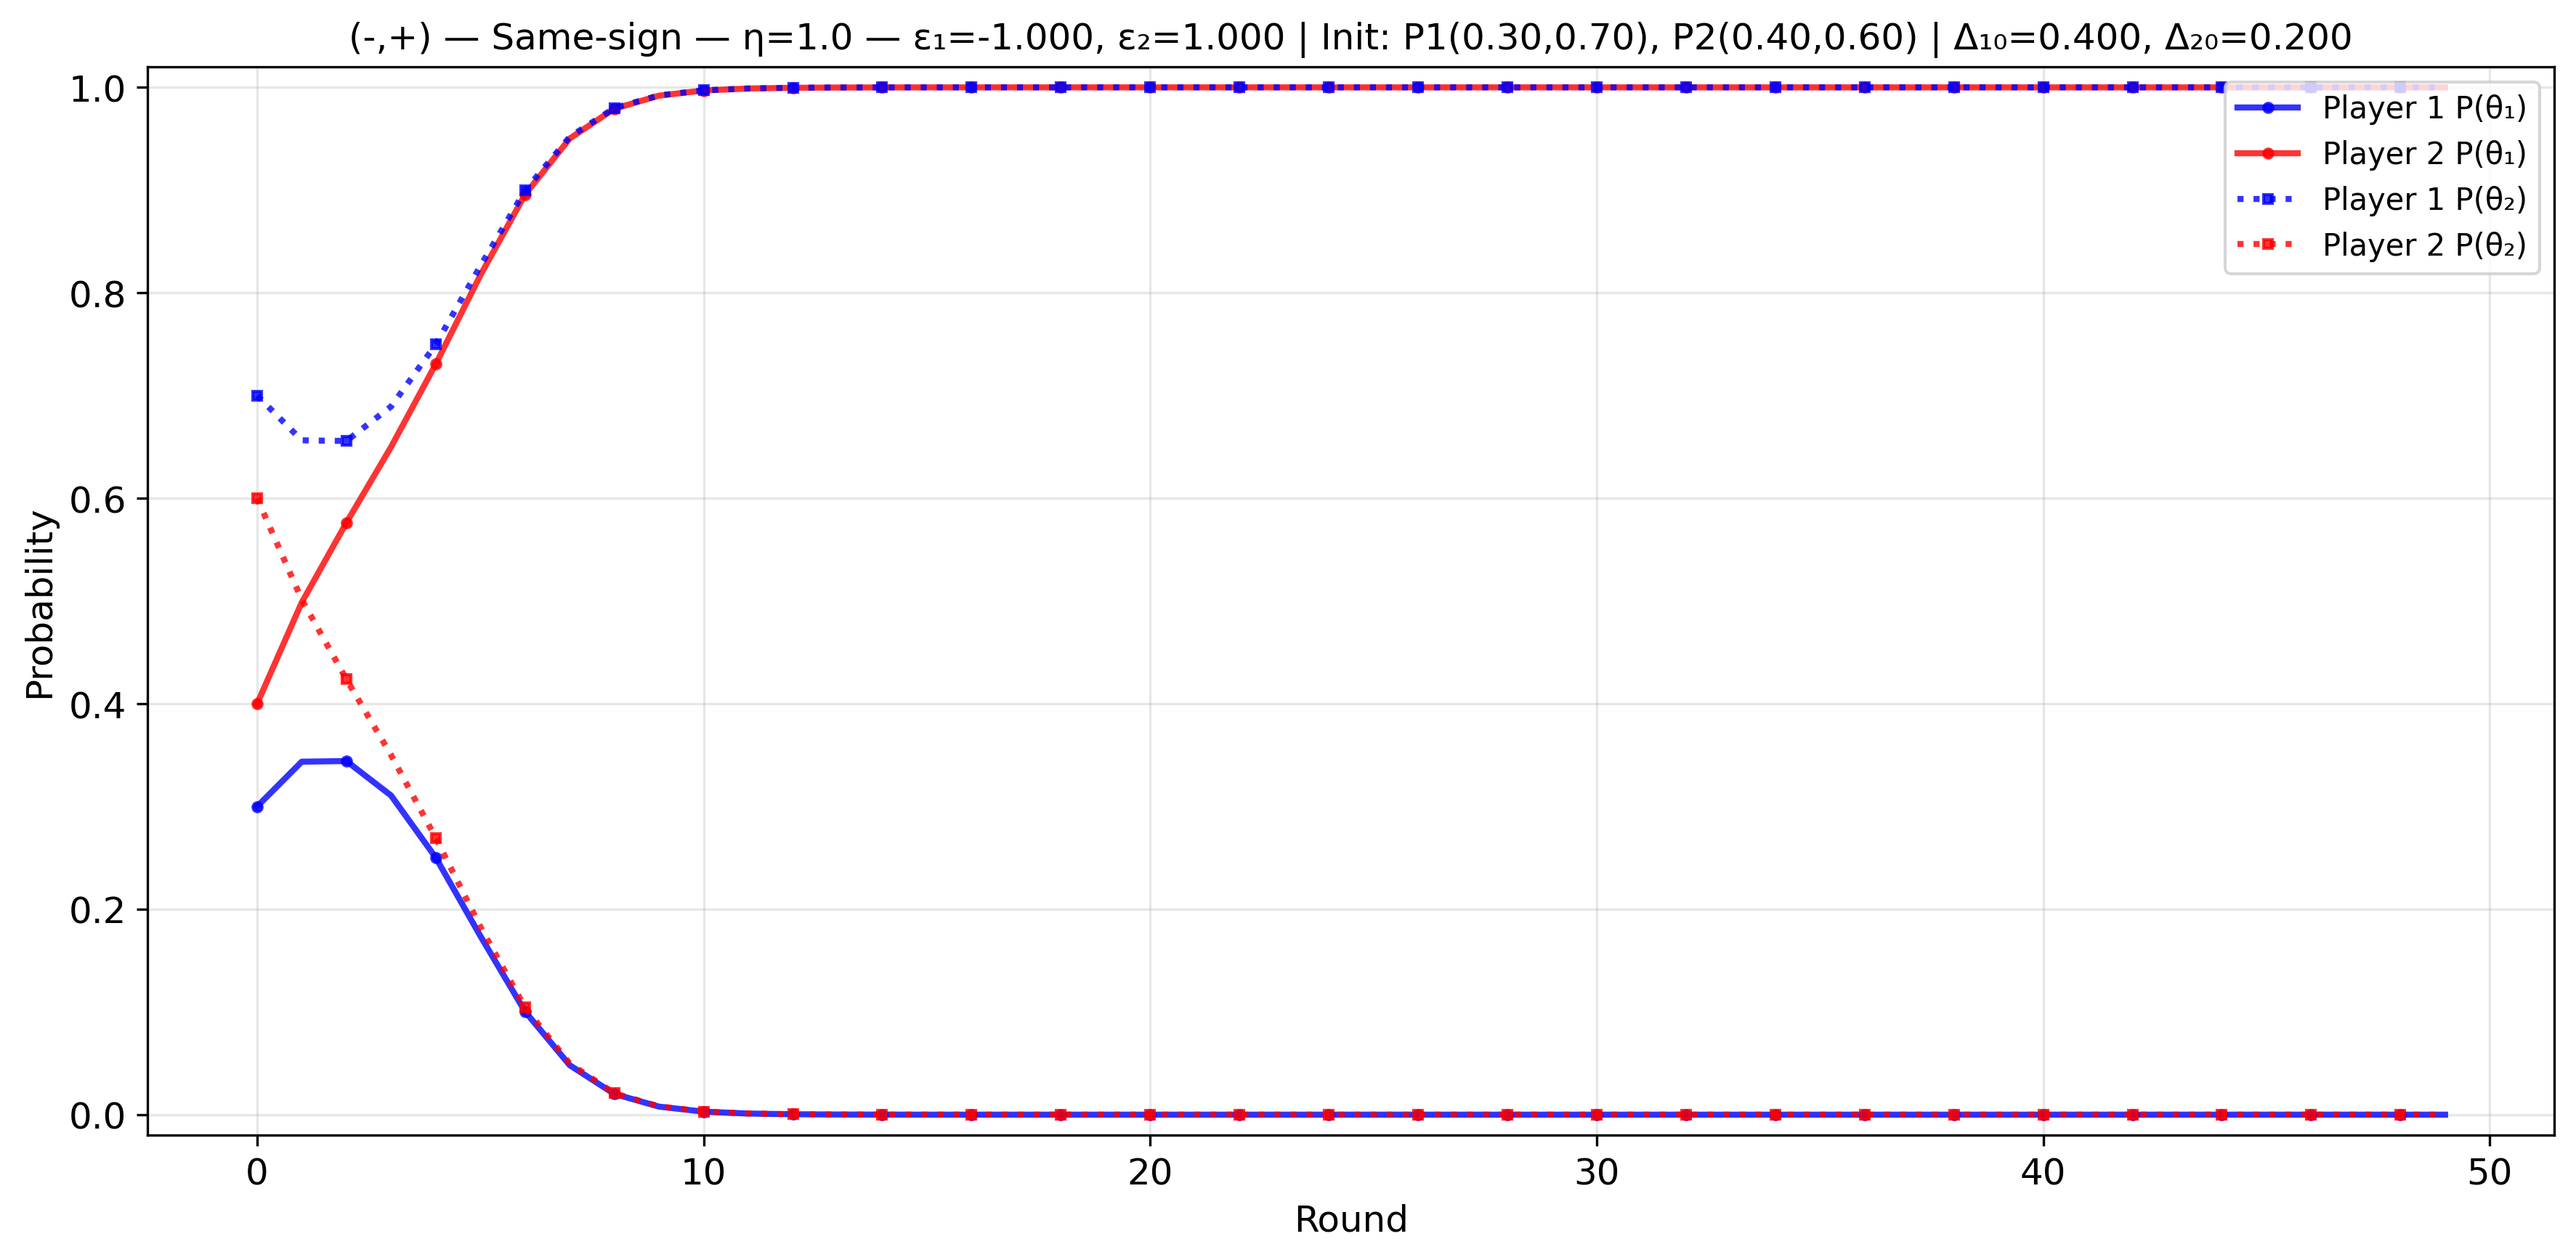 (-,+) — Same-sign — η=1.0 — ε₁=-1.000, ε₂=1.000 | Init: P1(0.30,0.70), P2(0.40,0.60) | Δ₁₀=0.400, Δ₂₀=0.200
1.0
0.8
0.6
0.4
0.2
0.0
Probability
Player 1 P(θ₁)
Player 2 P(θ₁)
Player 1 P(θ₂)
Player 2 P(θ₂)
0 10 20 30 40 50
Round